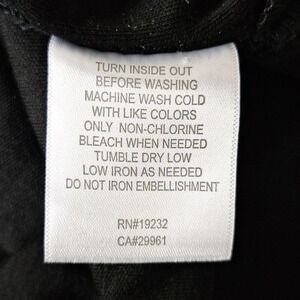 TURN INSIDE OUT
BEFORE WASHING
MACHINE WASH COLD
WITH LIKE COLORS
ONLY NON-CHLORINE
BLEACH WHEN NEEDED
TUMBLE DRY LOW
LOW IRON AS NEEDED
DO NOT IRON EMBELLISHMENT
RN#19232
CA#29961